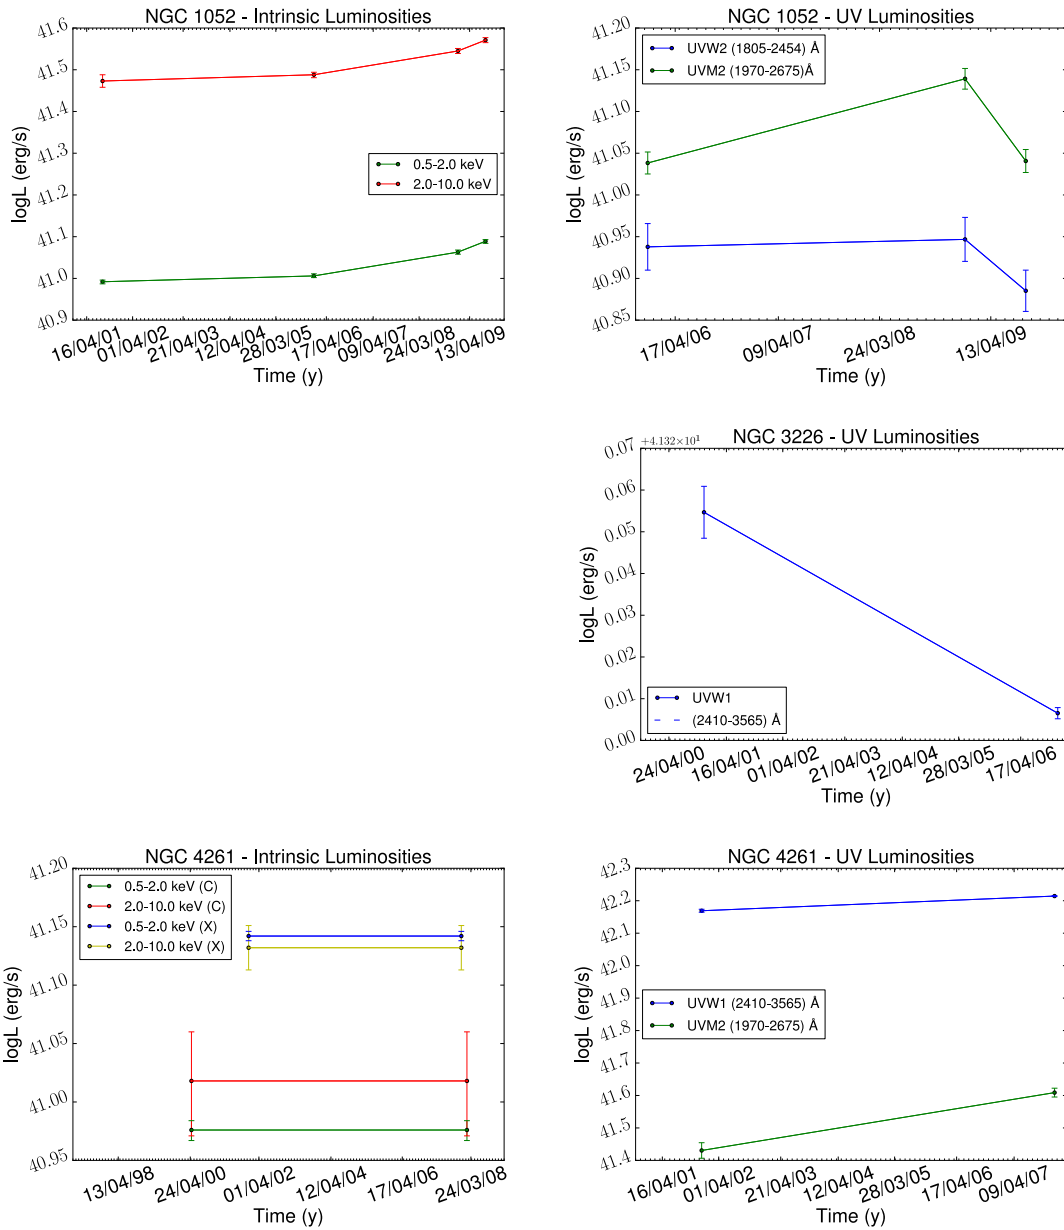 NGC 1052 - Intrinsic Luminosities
41.6
41.5
41.4
41.3
41.2
41.1
41.0
40.9
logL (erg/s)
0.5-2.0 keV
2.0-10.0 keV
16/04/01
01/04/02
21/04/03
12/04/04
28/03/05
17/04/06
09/04/07
24/03/08
13/04/09
Time (y)
NGC 1052 - UV Luminosities
41.20
41.15
41.10
41.05
41.00
40.95
40.90
40.85
logL (erg/s)
UVW2 (1805-2454) Å
UVM2 (1970-2675)Å
17/04/06
09/04/07
24/03/08
13/04/09
Time (y)
NGC 3226 - UV Luminosities
+4.132×10¹
0.07
0.06
0.05
0.04
0.03
0.02
0.01
0.00
logL (erg/s)
UVW1
(2410-3565) Å
24/04/00
16/04/01
01/04/02
21/04/03
12/04/04
28/03/05
17/04/06
Time (y)
NGC 4261 - Intrinsic Luminosities
41.20
41.15
41.10
41.05
41.00
40.95
logL (erg/s)
0.5-2.0 keV (C)
2.0-10.0 keV (C)
0.5-2.0 keV (X)
2.0-10.0 keV (X)
13/04/98
24/04/00
01/04/02
12/04/04
17/04/06
24/03/08
Time (y)
NGC 4261 - UV Luminosities
42.3
42.2
42.1
42.0
41.9
41.8
41.7
41.6
41.5
41.4
logL (erg/s)
UVW1 (2410-3565) Å
UVM2 (1970-2675) Å
16/04/01
01/04/02
21/04/03
12/04/04
28/03/05
17/04/06
09/04/07
Time (y)